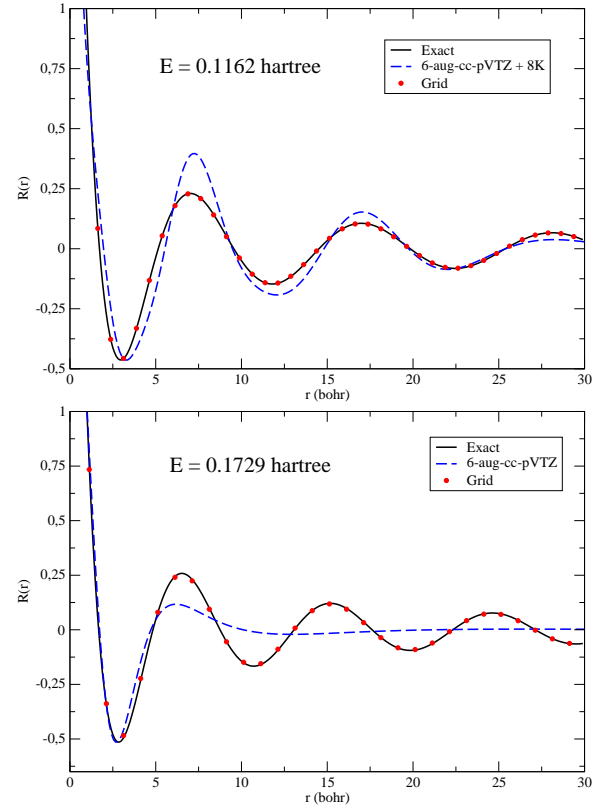 1
0,75
0,5
0,25
0
-0,25
-0,5
R(r)
E = 0.1162 hartree
Exact
6-aug-cc-pVTZ + 8K
Grid
0 5 10 15 20 25 30
r (bohr)
1
0,75
0,5
0,25
0
-0,25
-0,5
R(r)
E = 0.1729 hartree
Exact
6-aug-cc-pVTZ
Grid
0 5 10 15 20 25 30
r (bohr)